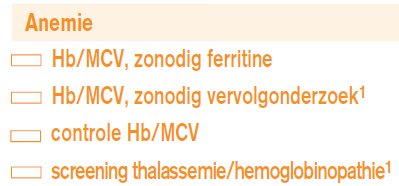 Anemie
Hb/MCV, zonodig ferritine
Hb/MCV, zonodig vervolgonderzoek¹
controle Hb/MCV
screening thalassemie/hemoglobinopathie¹